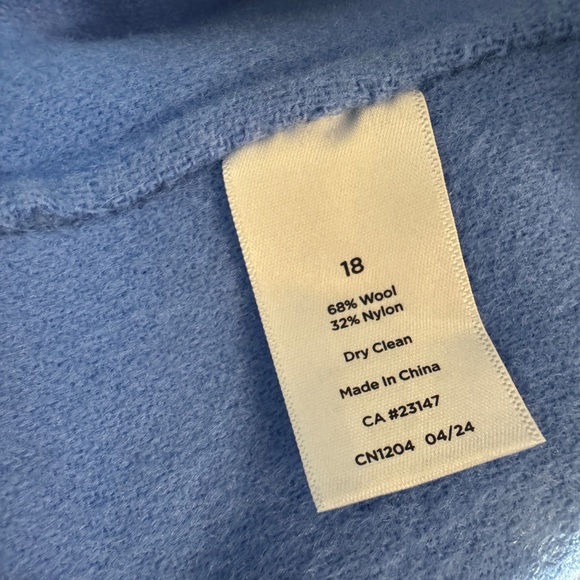 18
68% Wool
32% Nylon
Dry Clean
Made In China
CA #23147
CN1204 04/24